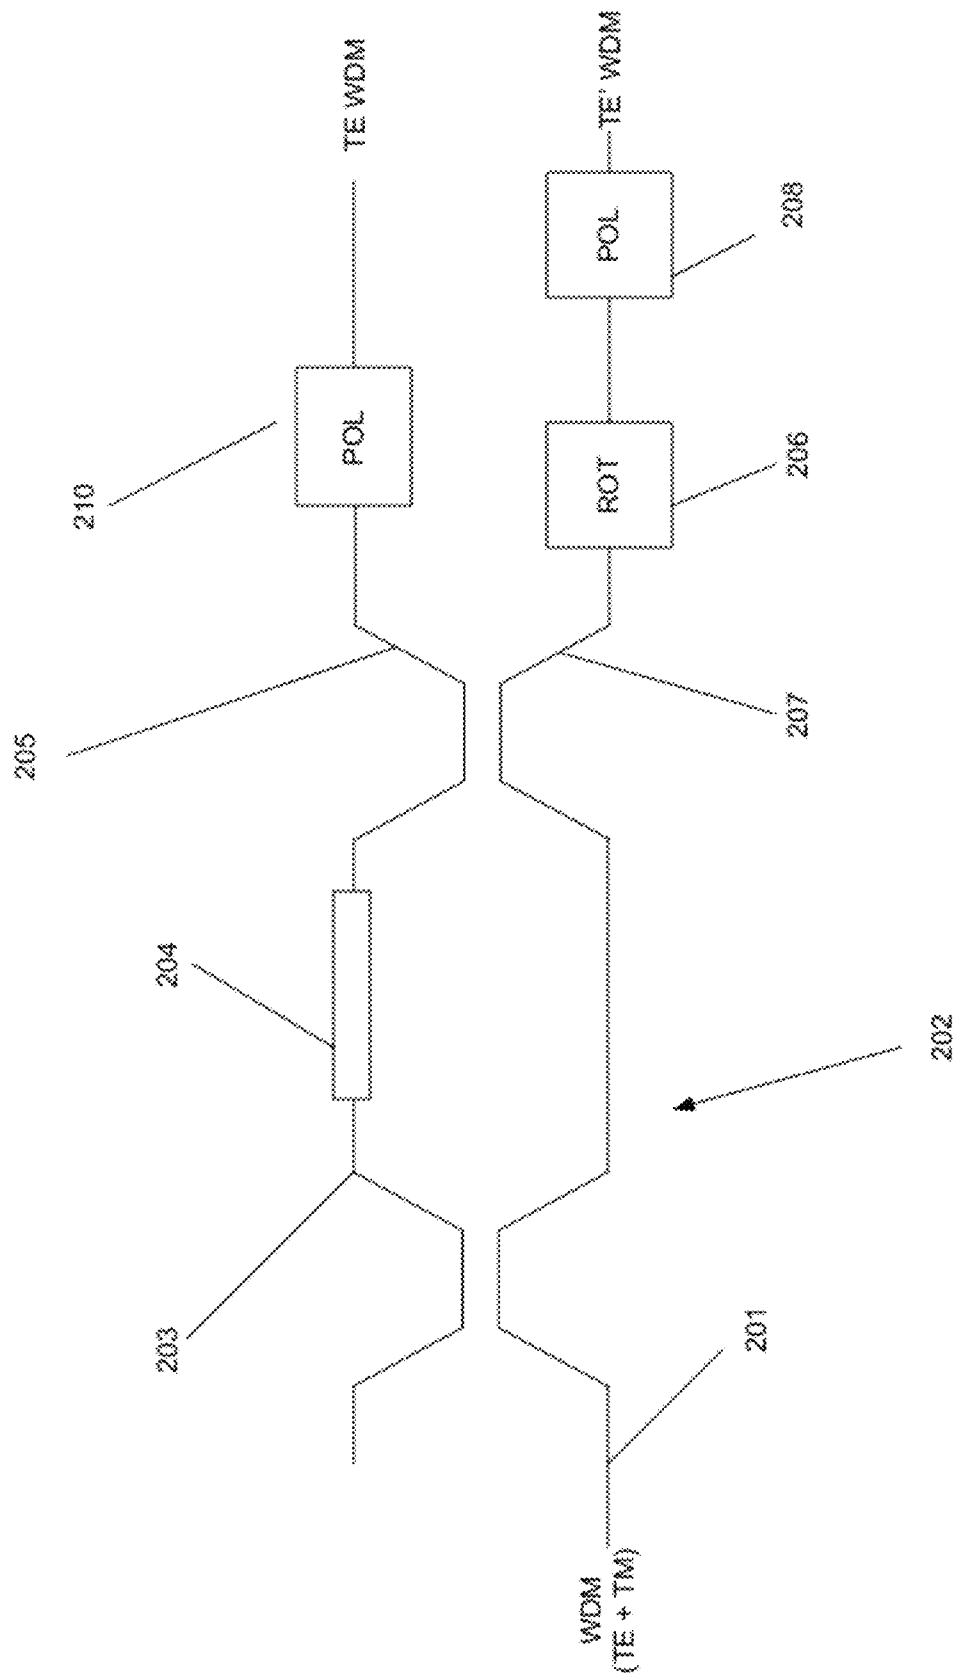 WDM
(TE + TM)
201
202
203
204
205
207
210
POL
TE WDM
ROT
206
POL
208
TE' WDM